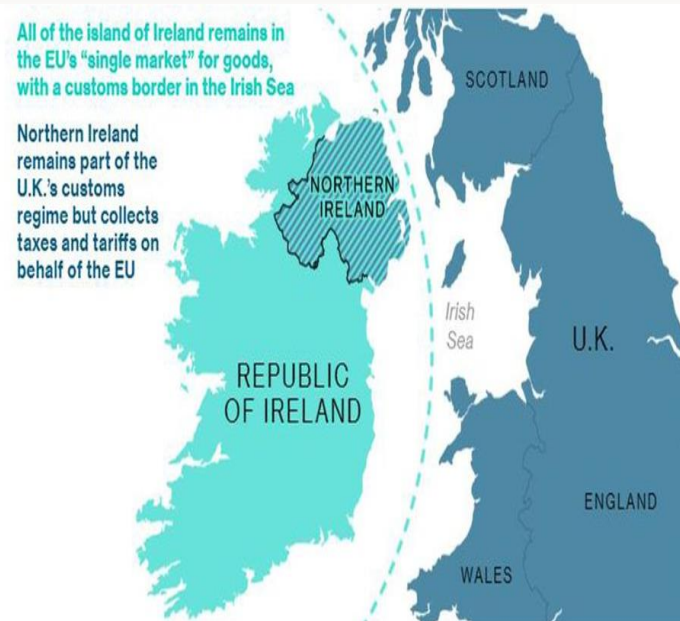 All of the island of Ireland remains in
the EU's “single market” for goods,
with a customs border in the Irish Sea
Northern Ireland
remains part of the
U.K.'s customs
regime but collects
taxes and tariffs on
behalf of the EU
SCOTLAND
NORTHERN
IRELAND
Irish
Sea
U.K.
REPUBLIC
OF IRELAND
ENGLAND
WALES